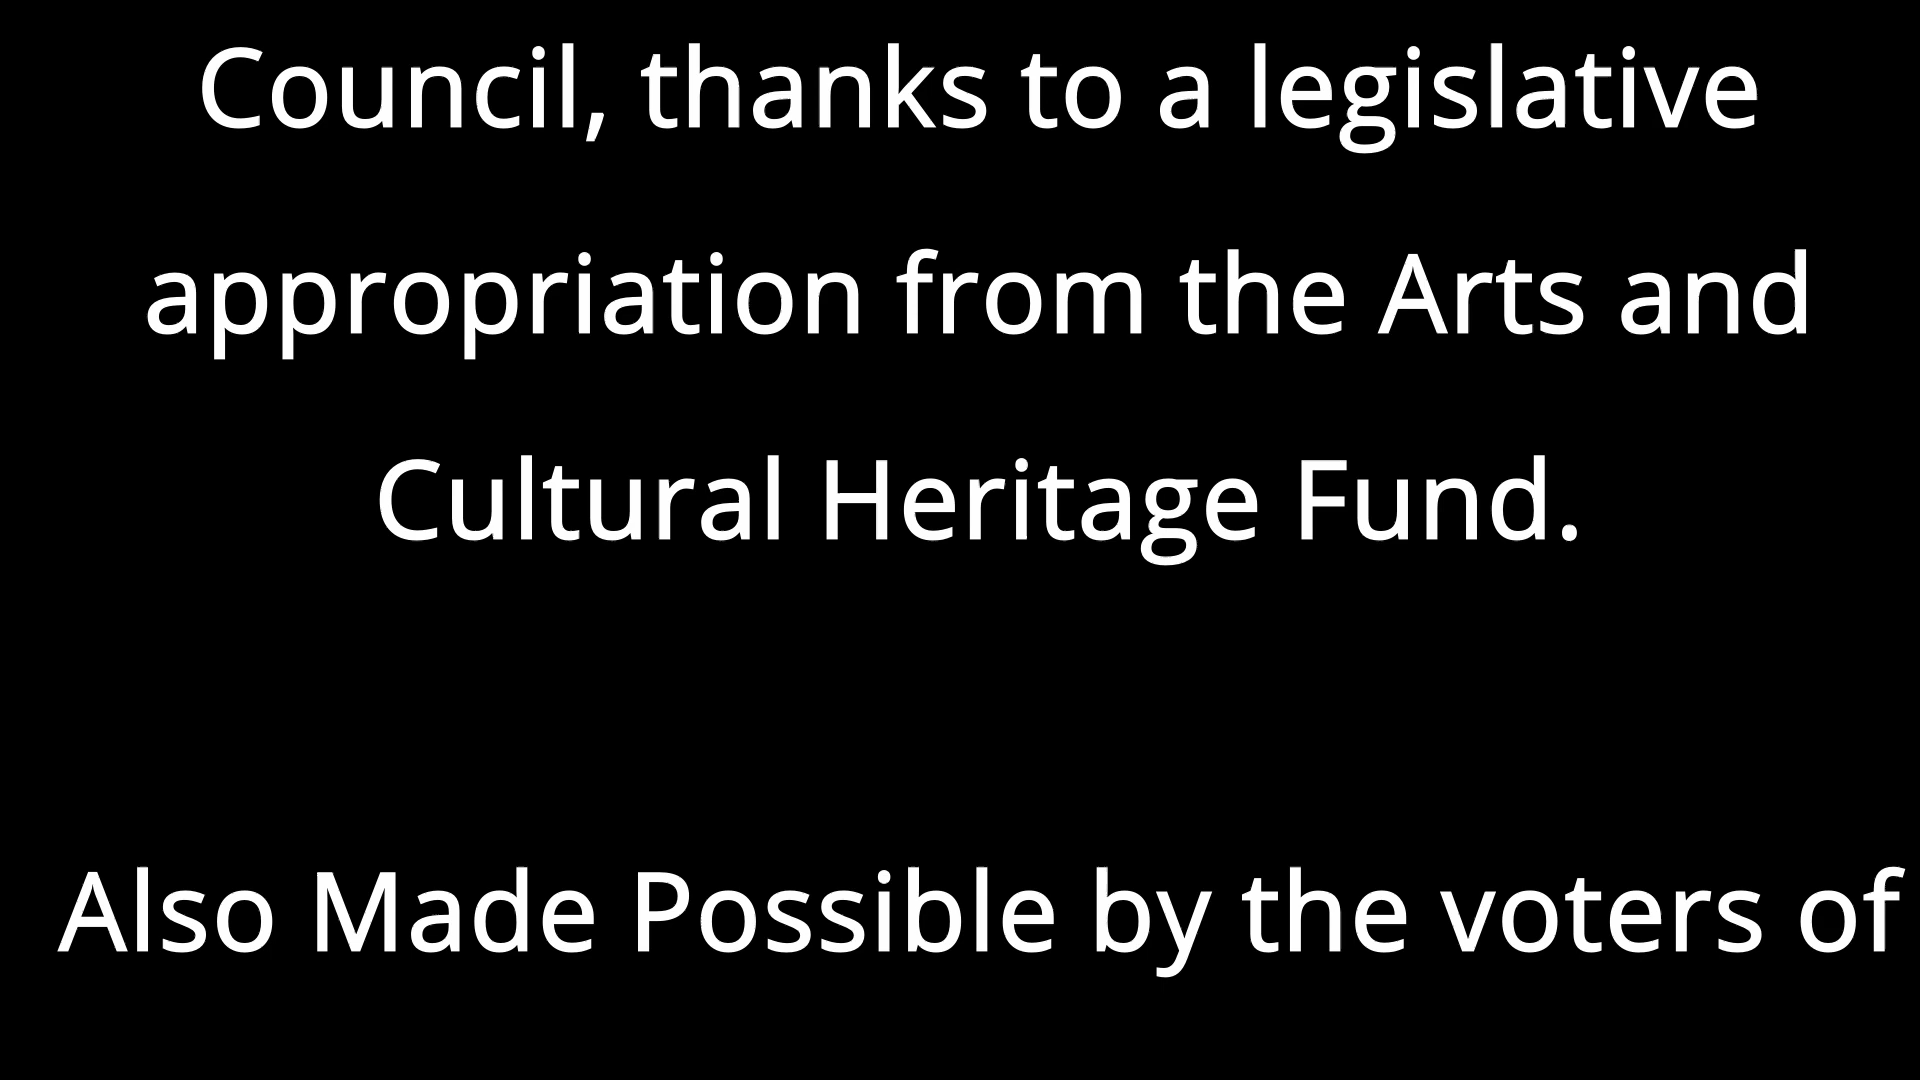 Council, thanks to a legislative
appropriation from the Arts and
Cultural Heritage Fund.
Also Made Possible by the voters of